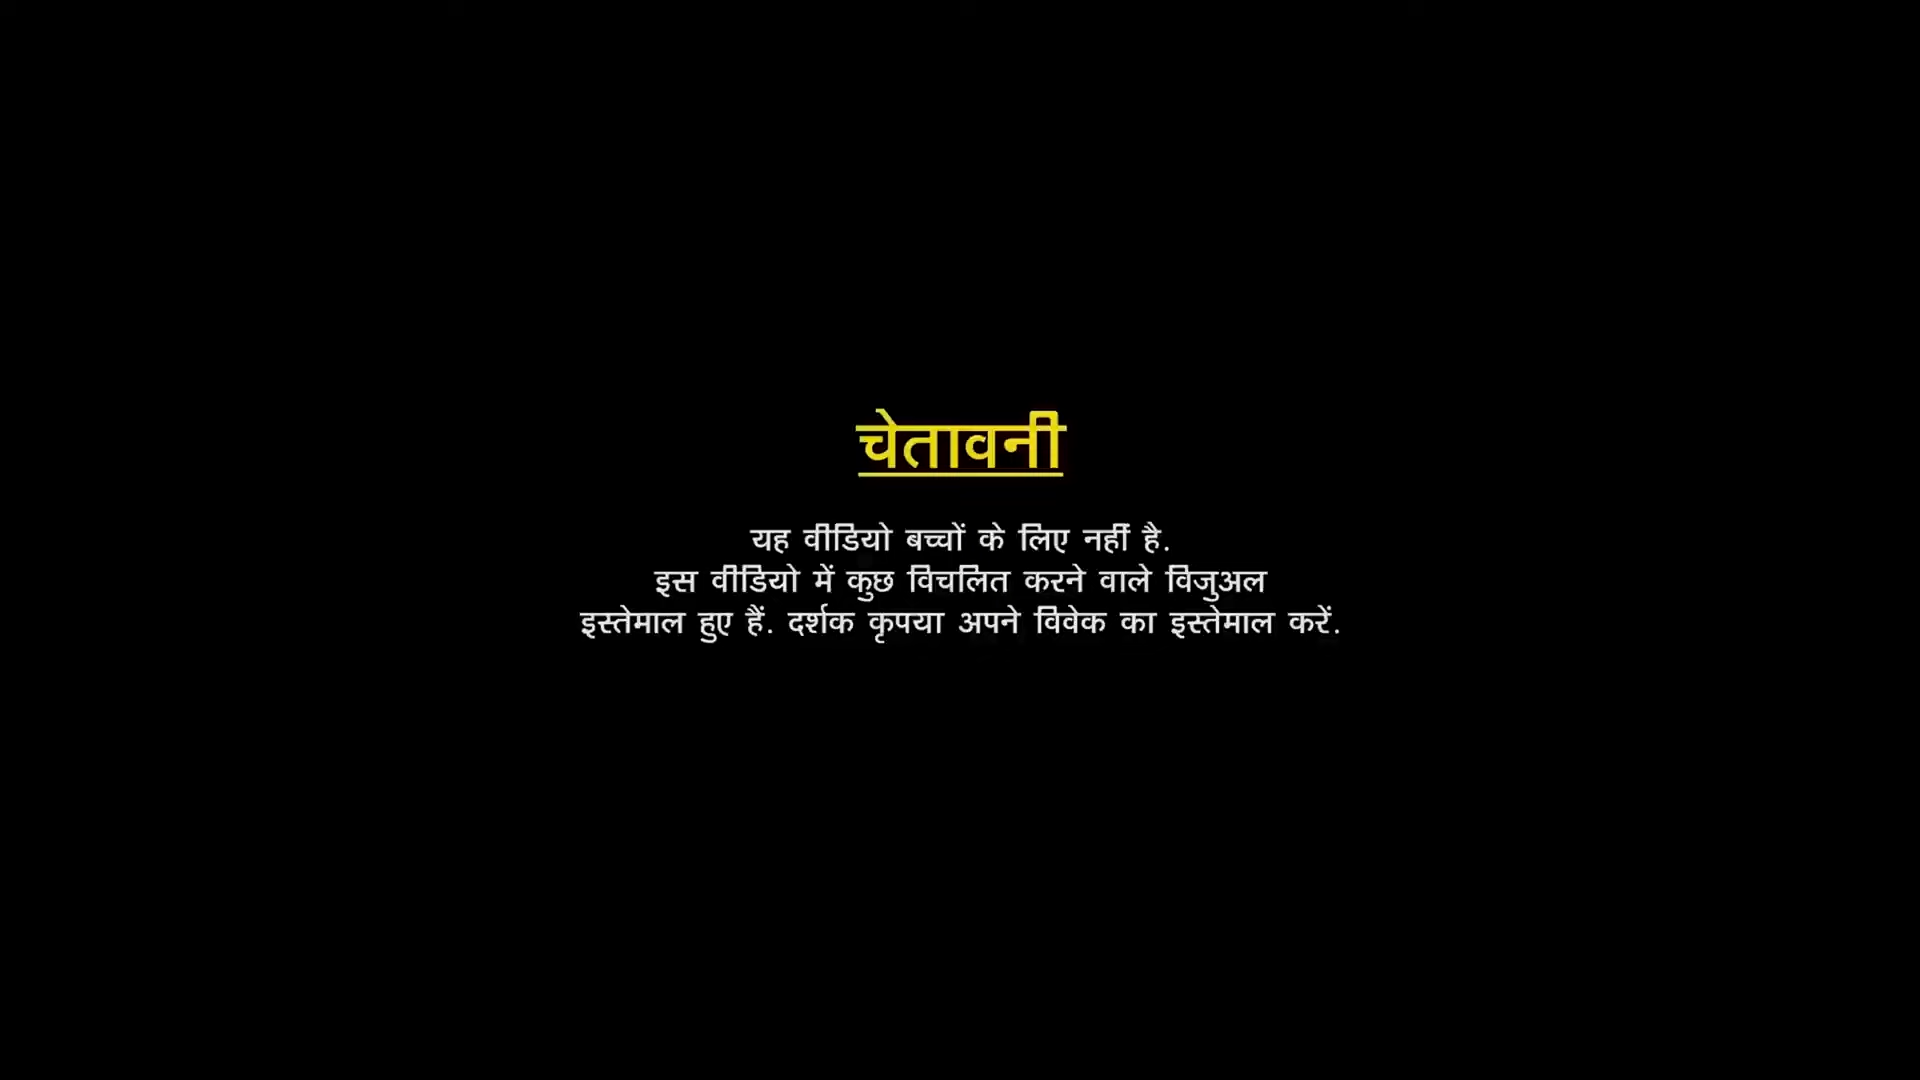 चेतावनी
यह वीडियो बच्चों के लिए नहीं है.
इस वीडियो में कुछ विचलित करने वाले विजुअल
इस्तेमाल हुए हैं. दर्शक कृपया अपने विवेक का इस्तेमाल करें.